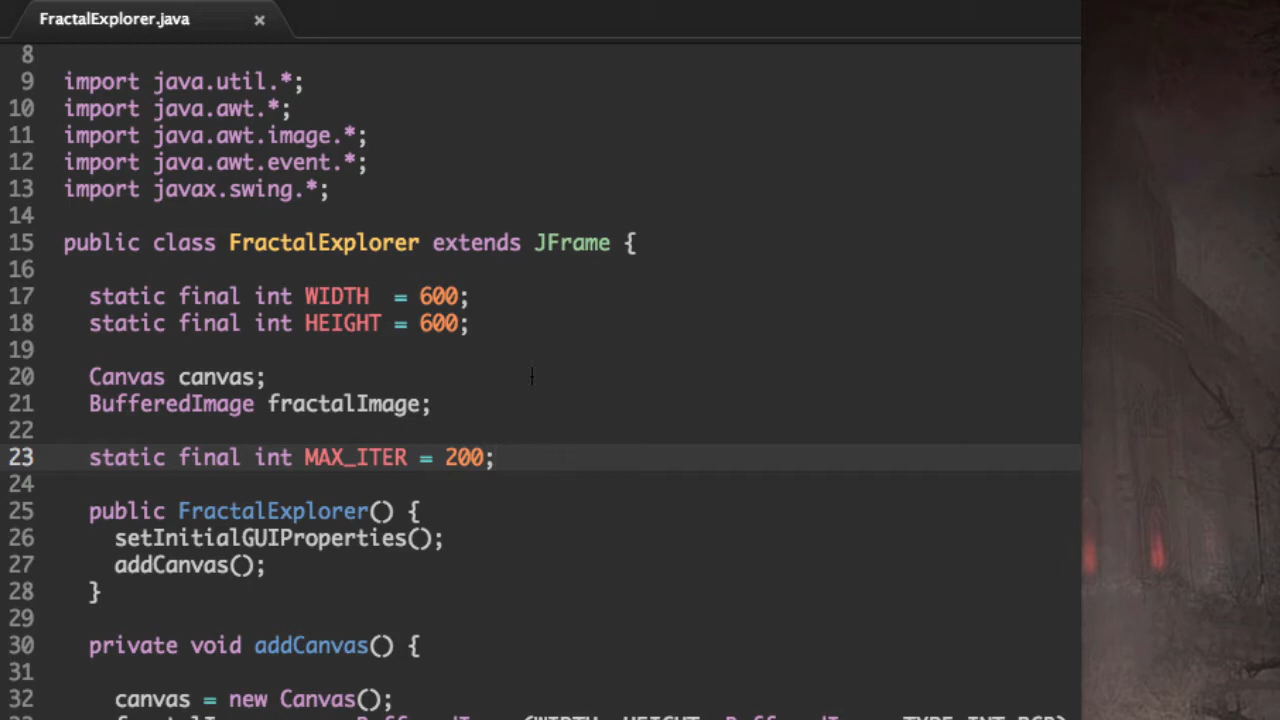 FractalExplorer.java ×
8
9 import java.util.*;
10 import java.awt.*;
11 import java.awt.image.*;
12 import java.awt.event.*;
13 import javax.swing.*;
14
15 public class FractalExplorer extends JFrame {
16
17 static final int WIDTH  = 600;
18 static final int HEIGHT = 600;
19
20 Canvas canvas;
21 BufferedImage fractalImage;
22
23 static final int MAX_ITER = 200;
24
25 public FractalExplorer() {
26 setInitialGUIProperties();
27 addCanvas();
28 }
29
30 private void addCanvas() {
31
32 canvas = new Canvas();